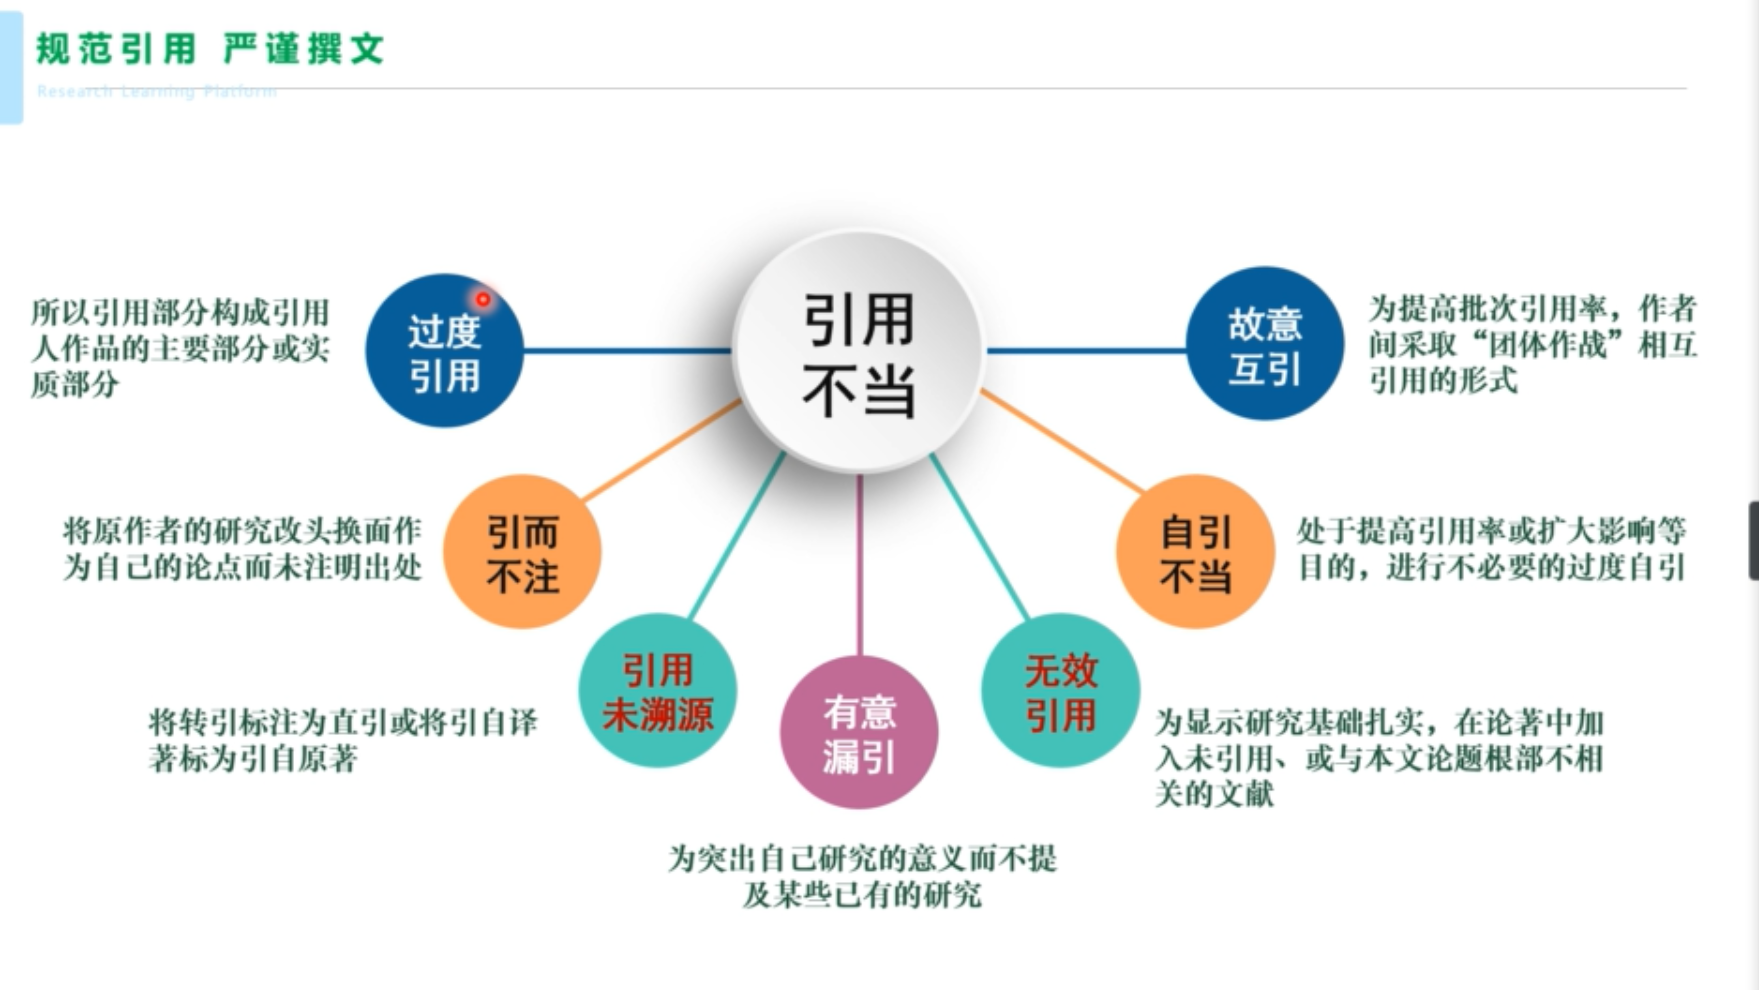 规范引用 严谨撰文
Research Learning Platform
引用
不当
过度
引用
所以引用部分构成引用
人作品的主要部分或实
质部分
引而
不注
将原作者的研究改头换面作
为自己的论点而未注明出处
引用
未溯源
将转引标注为直引或将引自译
著标为引自原著
有意
漏引
为突出自己研究的意义而不提
及某些已有的研究
无效
引用
为显示研究基础扎实，在论著中加
入未引用、或与本文论题根部不相
关的文献
自引
不当
处于提高引用率或扩大影响等
目的，进行不必要的过度自引
故意
互引
为提高批次引用率，作者
间采取“团体作战”相互
引用的形式